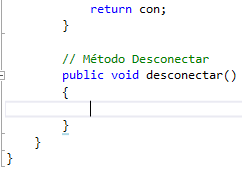 return con;
}
// Método Desconectar
public void desconectar()
{
}
}
}